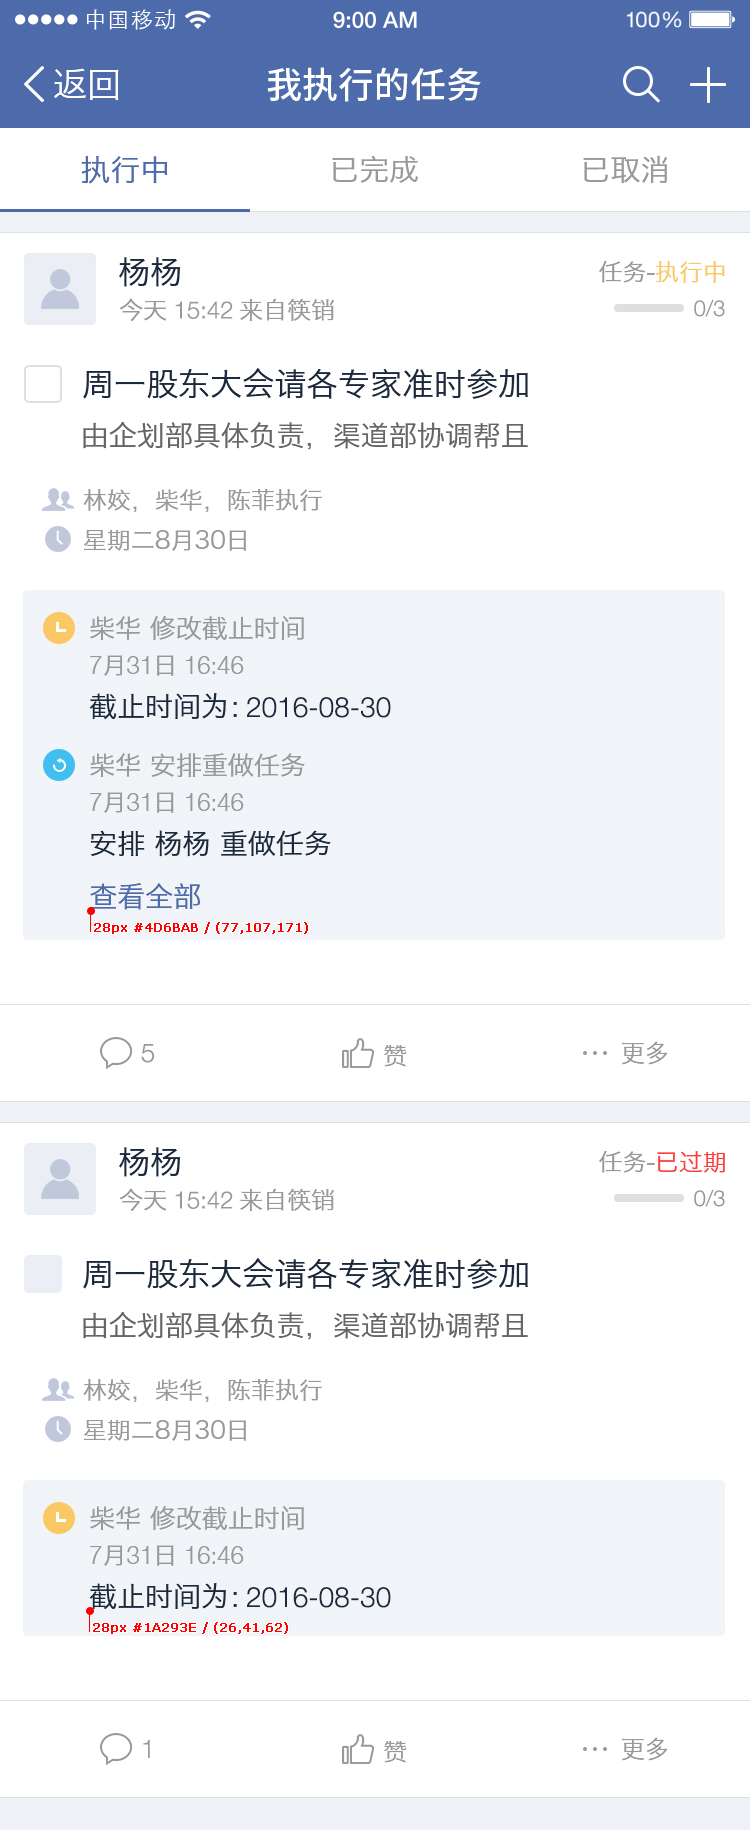 中国移动 9:00 AM 100%
返回 我执行的任务
执行中 已完成 已取消
杨杨 任务-执行中
今天 15:42 来自筷销 0/3
周一股东大会请各专家准时参加
由企划部具体负责，渠道部协调帮且
林姣，柴华，陈菲执行
星期二8月30日
柴华 修改截止时间
7月31日 16:46
截止时间为：2016-08-30
柴华 安排重做任务
7月31日 16:46
安排 杨杨 重做任务
查看全部
28px #4D6BAB / (77,107,171)
5 赞 ··· 更多
杨杨 任务-已过期
今天 15:42 来自筷销 0/3
周一股东大会请各专家准时参加
由企划部具体负责，渠道部协调帮且
林姣，柴华，陈菲执行
星期二8月30日
柴华 修改截止时间
7月31日 16:46
截止时间为：2016-08-30
28px #1A293E / (26,41,62)
1 赞 ··· 更多